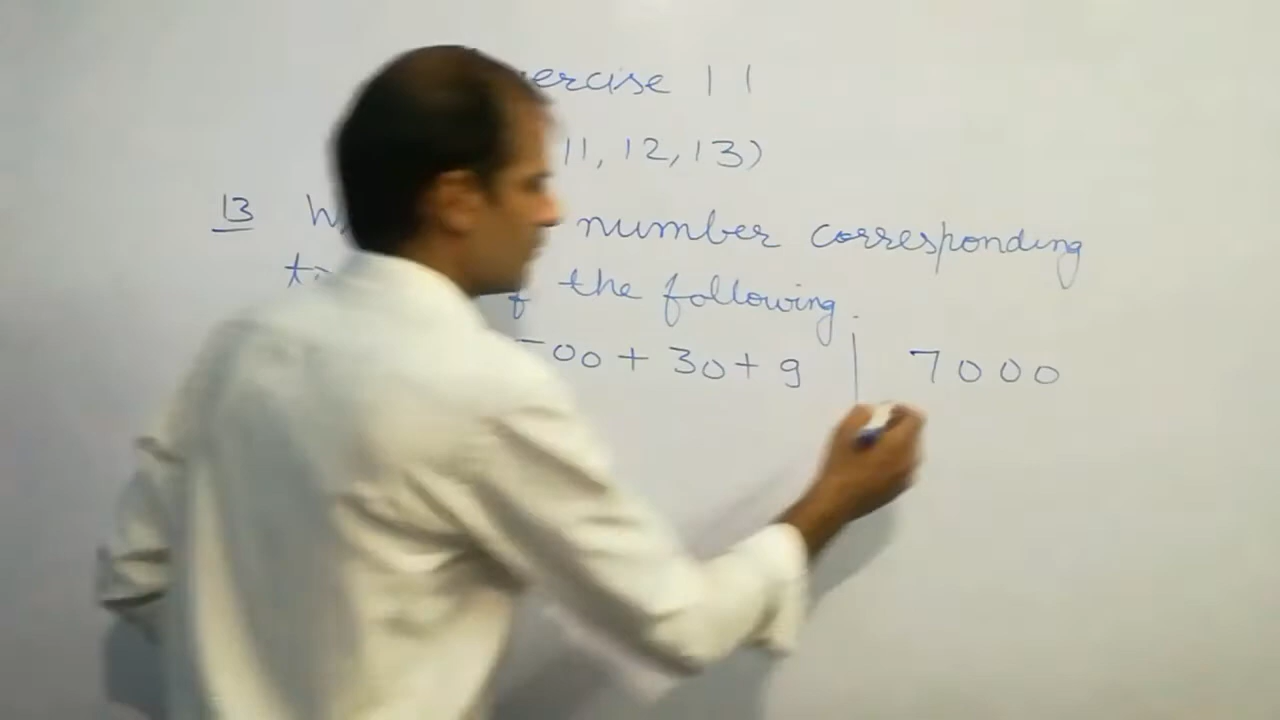 ercise 11
11, 12, 13)
13 number corresponding
the following.
00 + 30 + 9 | 7000